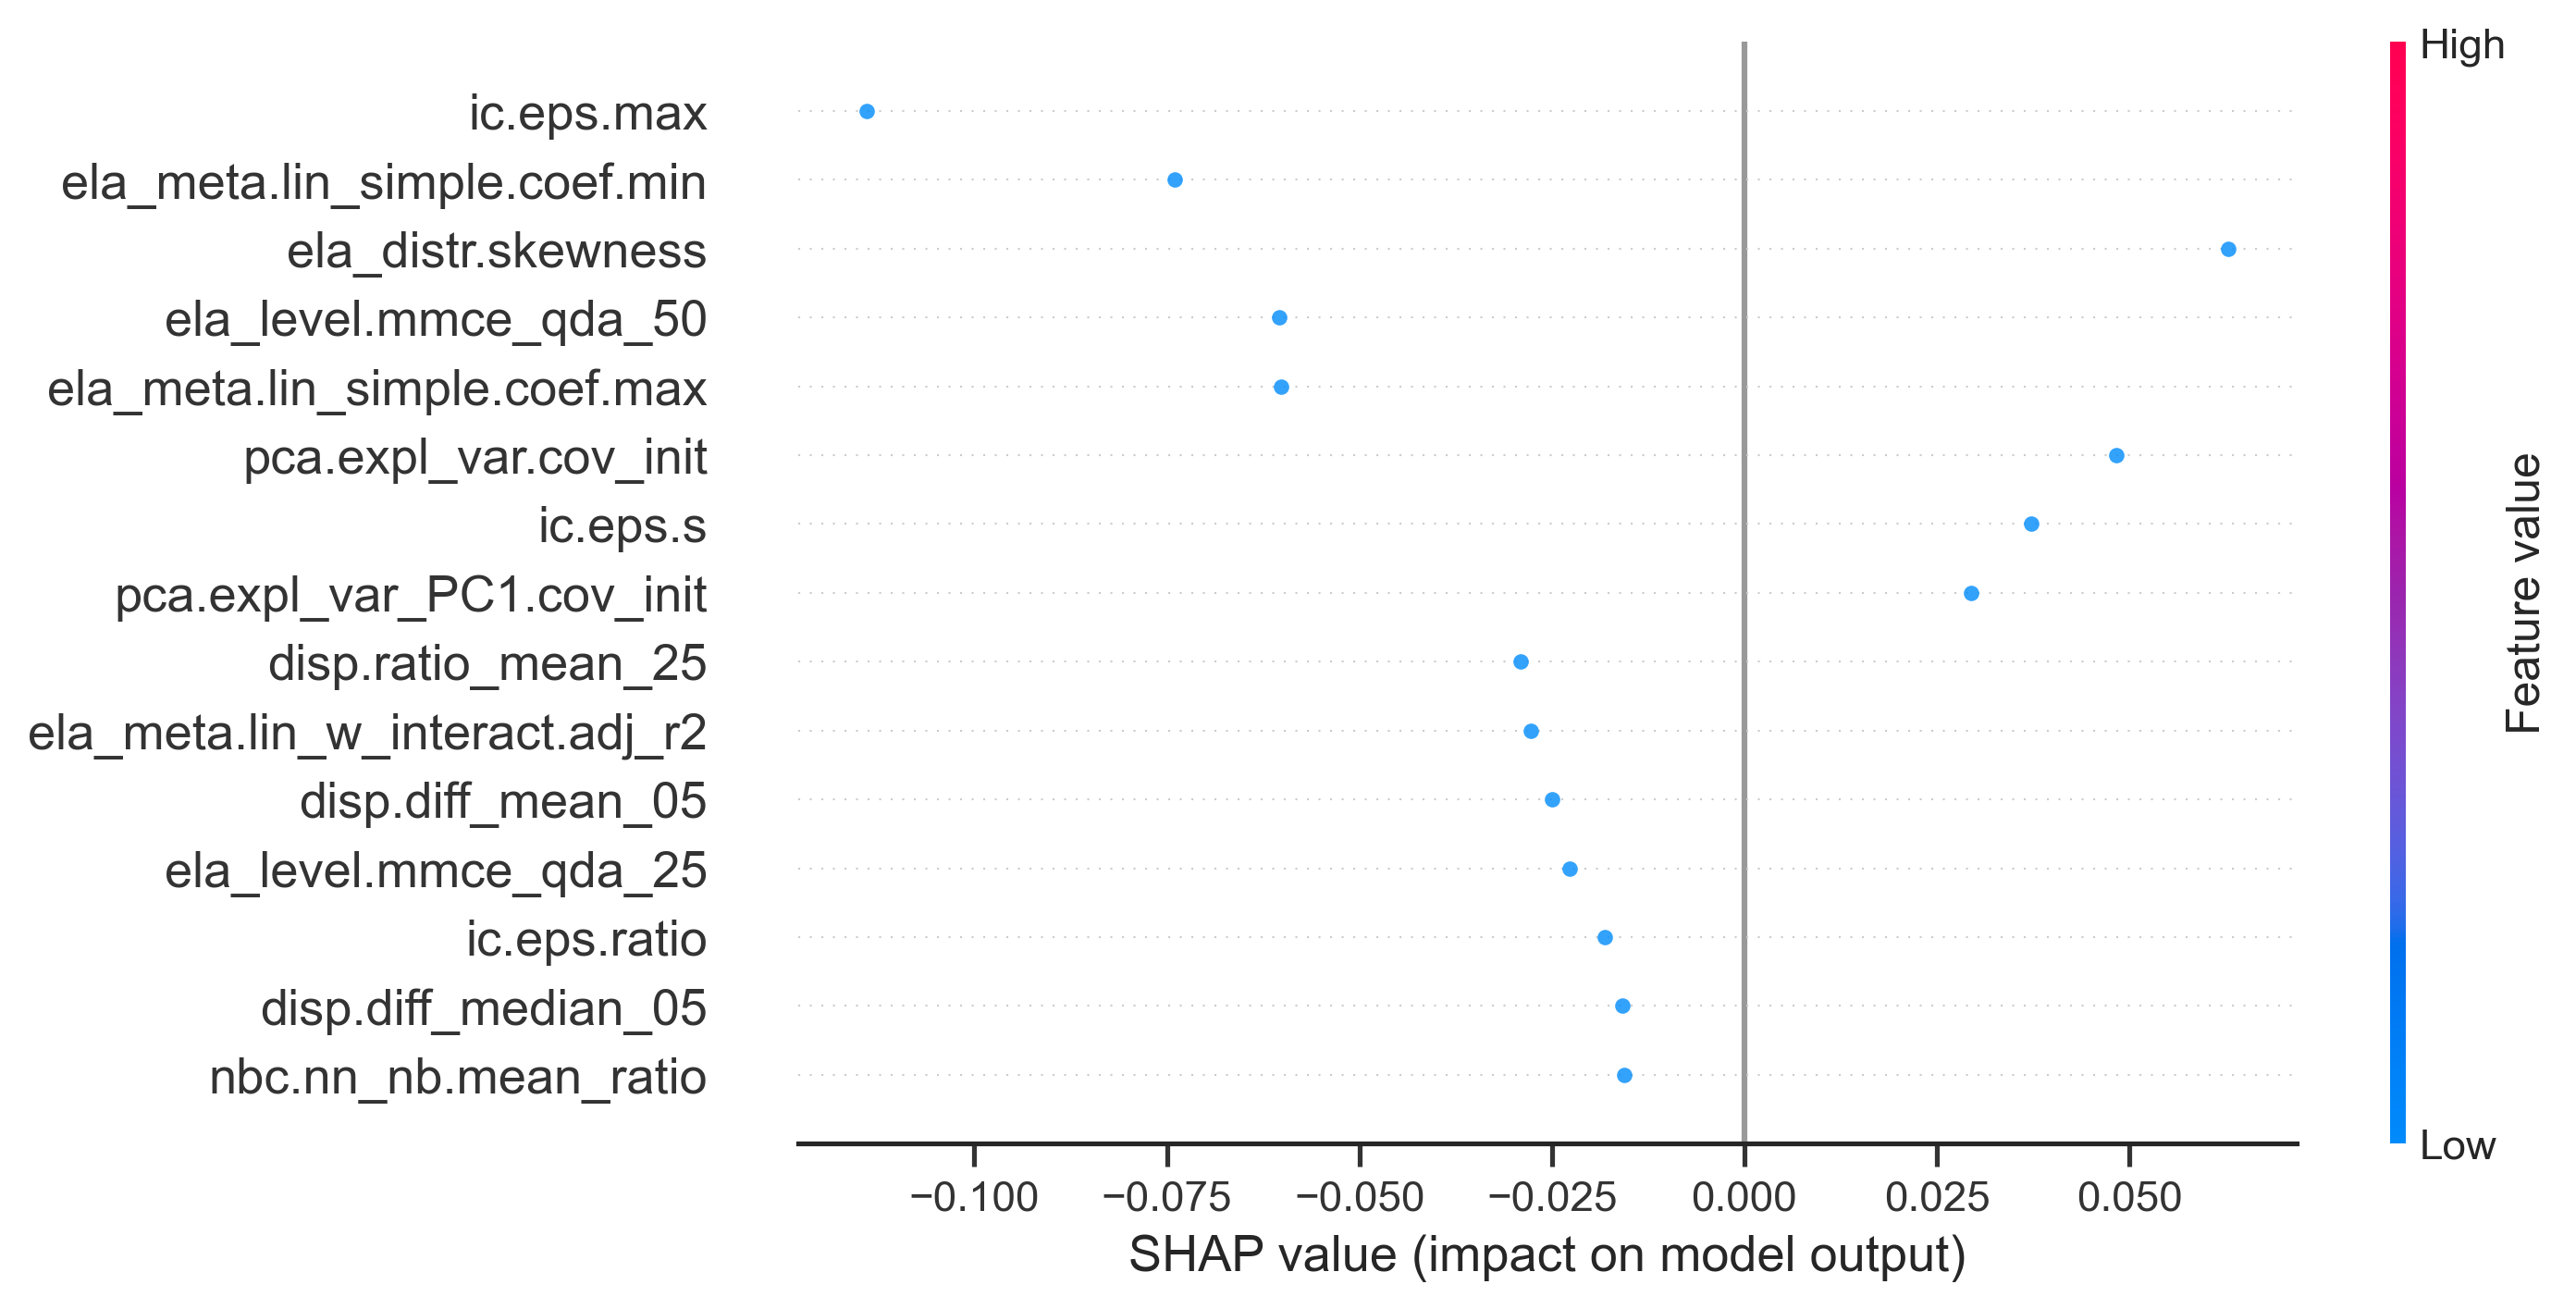 High
ic.eps.max
ela_meta.lin_simple.coef.min
ela_distr.skewness
ela_level.mmce_qda_50
ela_meta.lin_simple.coef.max
pca.expl_var.cov_init
ic.eps.s
pca.expl_var_PC1.cov_init
disp.ratio_mean_25
ela_meta.lin_w_interact.adj_r2
disp.diff_mean_05
ela_level.mmce_qda_25
ic.eps.ratio
disp.diff_median_05
nbc.nn_nb.mean_ratio
Feature value
Low
−0.100 −0.075 −0.050 −0.025 0.000 0.025 0.050
SHAP value (impact on model output)